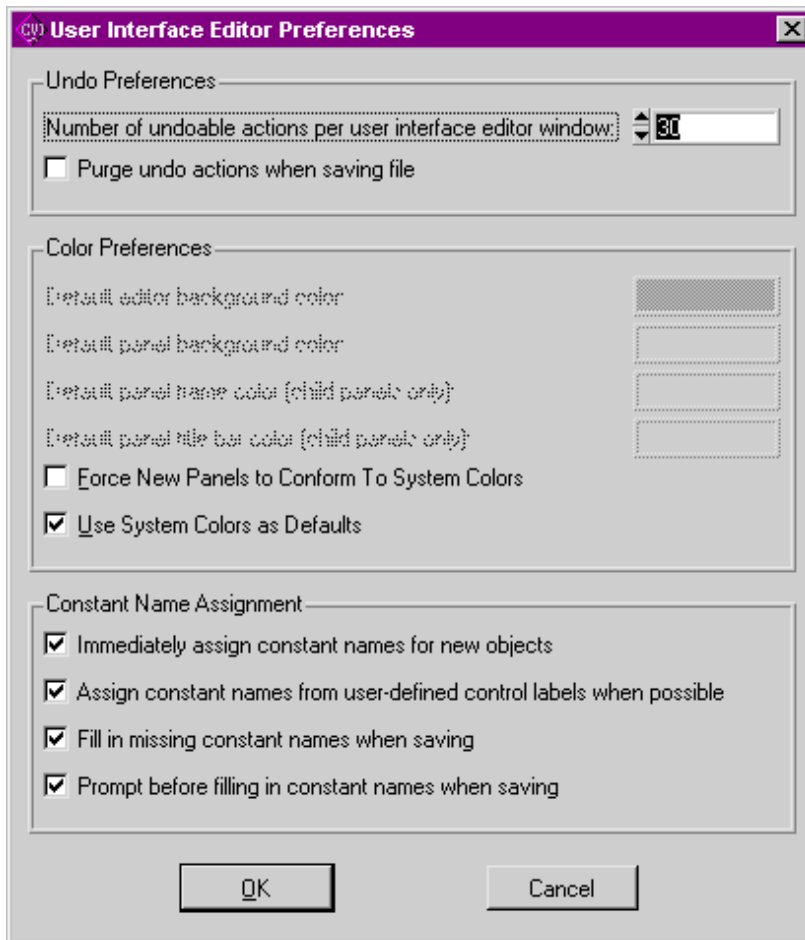 CVI User Interface Editor Preferences
Undo Preferences
Number of undoable actions per user interface editor window: 30
Purge undo actions when saving file
Color Preferences
Default editor background color
Default panel background color
Default panel frame color (child panels only):
Default panel title bar color (child panels only):
Force New Panels to Conform To System Colors
Use System Colors as Defaults
Constant Name Assignment
Immediately assign constant names for new objects
Assign constant names from user-defined control labels when possible
Fill in missing constant names when saving
Prompt before filling in constant names when saving
OK
Cancel